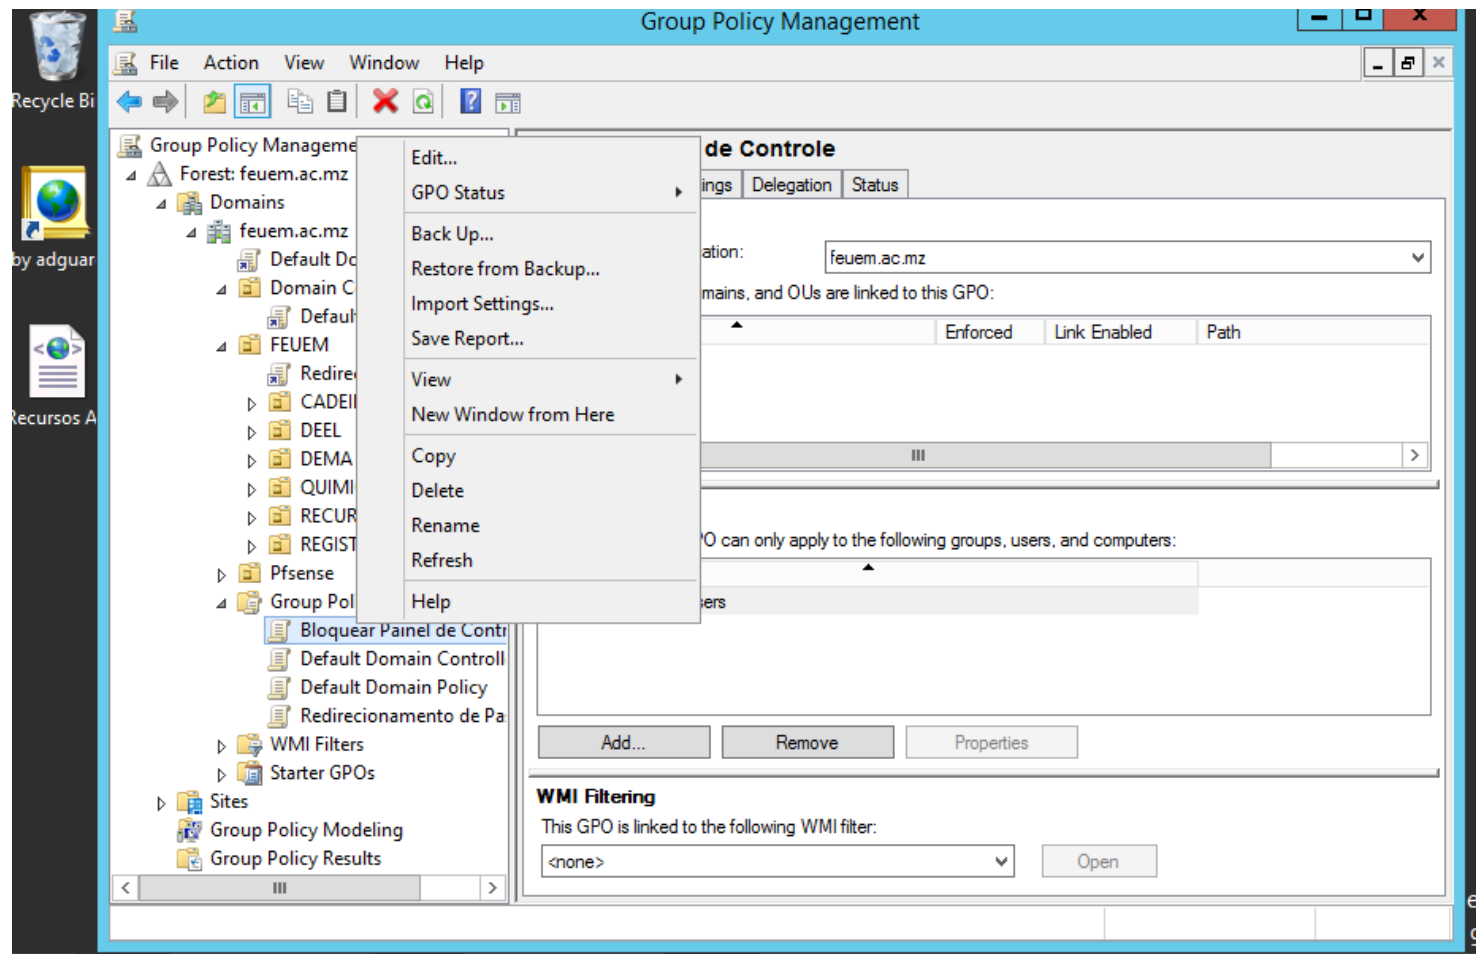 Group Policy Management
File Action View Window Help
Recycle Bi
by adguar
Recursos A
Group Policy Manageme
Forest: feuem.ac.mz
Domains
feuem.ac.mz
Default Do
Domain C
Defaul
FEUEM
Redire
CADEI
DEEL
DEMA
QUIMI
RECUR
REGIST
Pfsense
Group Pol
Bloquear Painel de Contr
Default Domain Controll
Default Domain Policy
Redirecionamento de Pa
WMI Filters
Starter GPOs
Sites
Group Policy Modeling
Group Policy Results
Edit...
GPO Status
Back Up...
Restore from Backup...
Import Settings...
Save Report...
View
New Window from Here
Copy
Delete
Rename
Refresh
Help
de Controle
ings Delegation Status
ation: feuem.ac.mz
mains, and OUs are linked to this GPO:
Enforced Link Enabled Path
PO can only apply to the following groups, users, and computers:
sers
Add... Remove Properties
WMI Filtering
This GPO is linked to the following WMI filter:
<none> Open